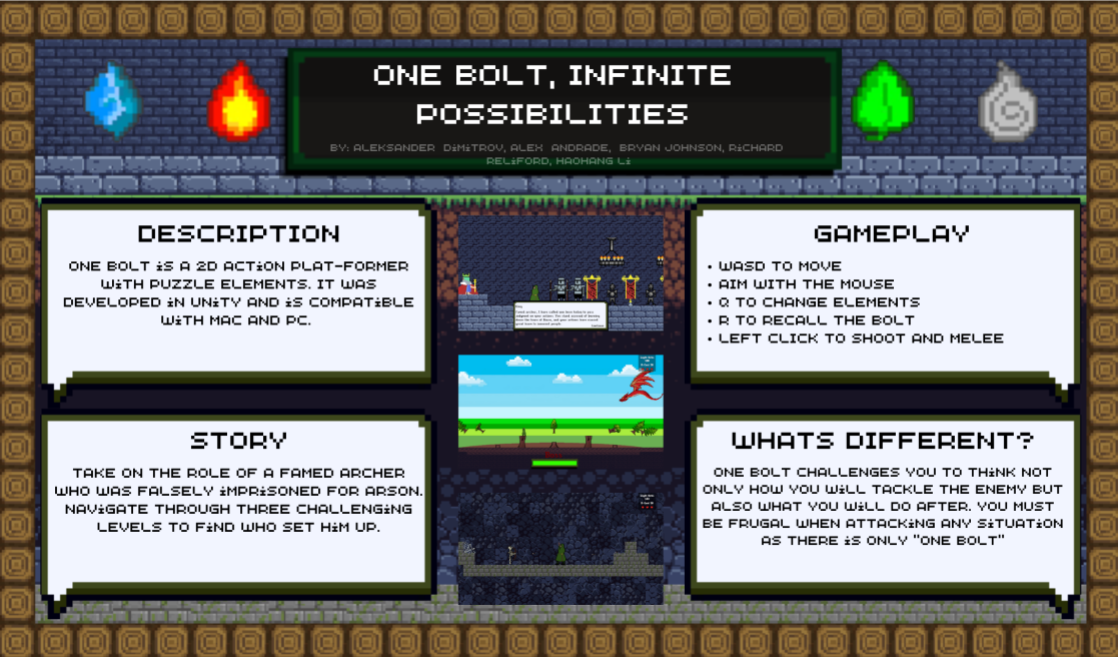 ONE BOLT, INFINITE
POSSIBILITIES
BY: ALEKSANDER DIMITROV, ALEX ANDRADE, BRYAN JOHNSON, RICHARD
RELIFORD, HAOHANG LI
DESCRIPTION
ONE BOLT IS A 2D ACTION PLAT-FORMER
WITH PUZZLE ELEMENTS. IT WAS
DEVELOPED IN UNITY AND IS COMPATIBLE
WITH MAC AND PC.
GAMEPLAY
• WASD TO MOVE
• AIM WITH THE MOUSE
• Q TO CHANGE ELEMENTS
• R TO RECALL THE BOLT
• LEFT CLICK TO SHOOT AND MELEE
STORY
TAKE ON THE ROLE OF A FAMED ARCHER
WHO WAS FALSELY IMPRISONED FOR ARSON.
NAVIGATE THROUGH THREE CHALLENGING
LEVELS TO FIND WHO SET HIM UP.
WHATS DIFFERENT?
ONE BOLT CHALLENGES YOU TO THINK NOT
ONLY HOW YOU WILL TACKLE THE ENEMY BUT
ALSO WHAT YOU WILL DO AFTER. YOU MUST
BE FRUGAL WHEN ATTACKING ANY SITUATION
AS THERE IS ONLY "ONE BOLT"